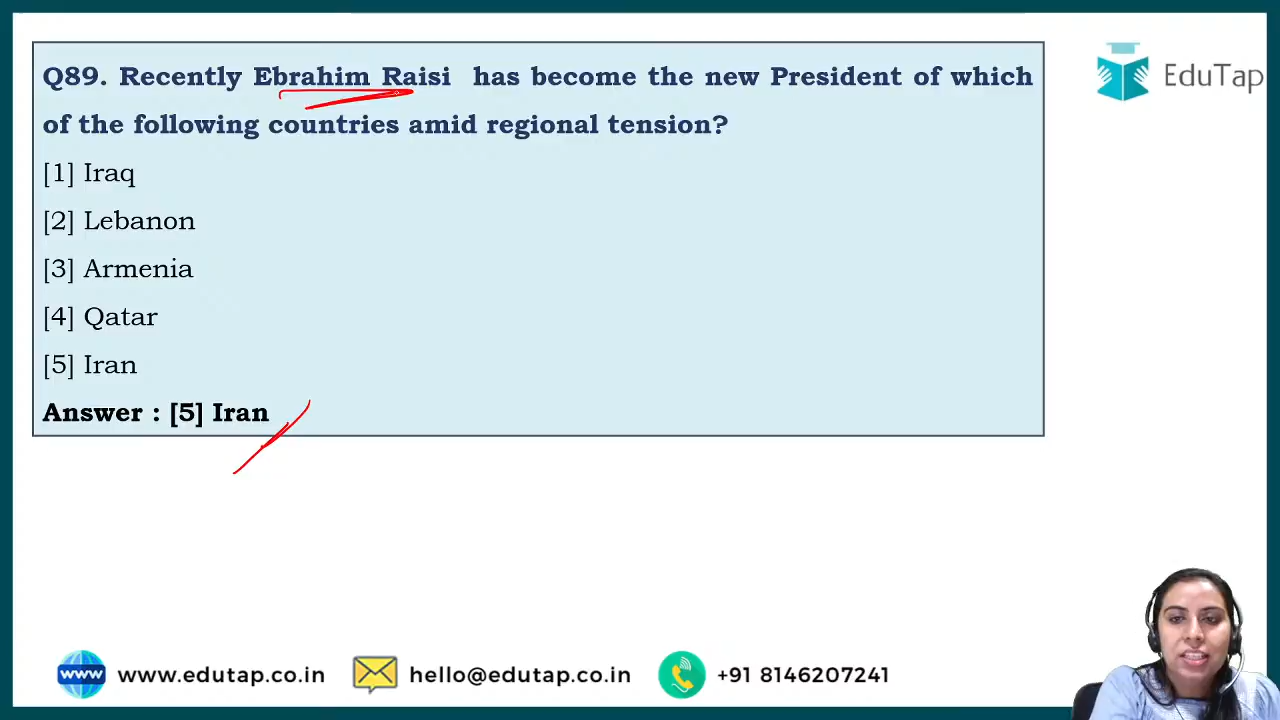 Q89. Recently Ebrahim Raisi has become the new President of which
of the following countries amid regional tension?
[1] Iraq
[2] Lebanon
[3] Armenia
[4] Qatar
[5] Iran
Answer : [5] Iran
EduTap
www
www.edutap.co.in
hello@edutap.co.in
+91 8146207241